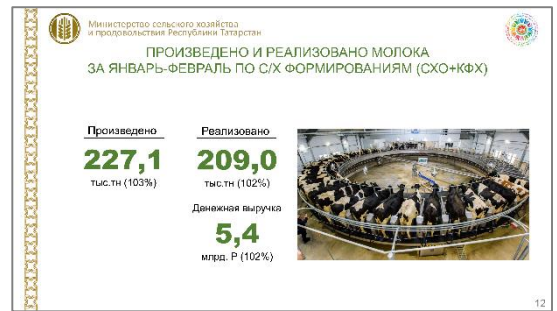 Министерство сельского хозяйства
и продовольствия Республики Татарстан
ПРОИЗВЕДЕНО И РЕАЛИЗОВАНО МОЛОКА
ЗА ЯНВАРЬ-ФЕВРАЛЬ ПО С/Х ФОРМИРОВАНИЯМ (СХО+КФХ)
Произведено
227,1
тыс.тн (103%)
Реализовано
209,0
тыс.тн (102%)
Денежная выручка
5,4
млрд. Р (102%)
12